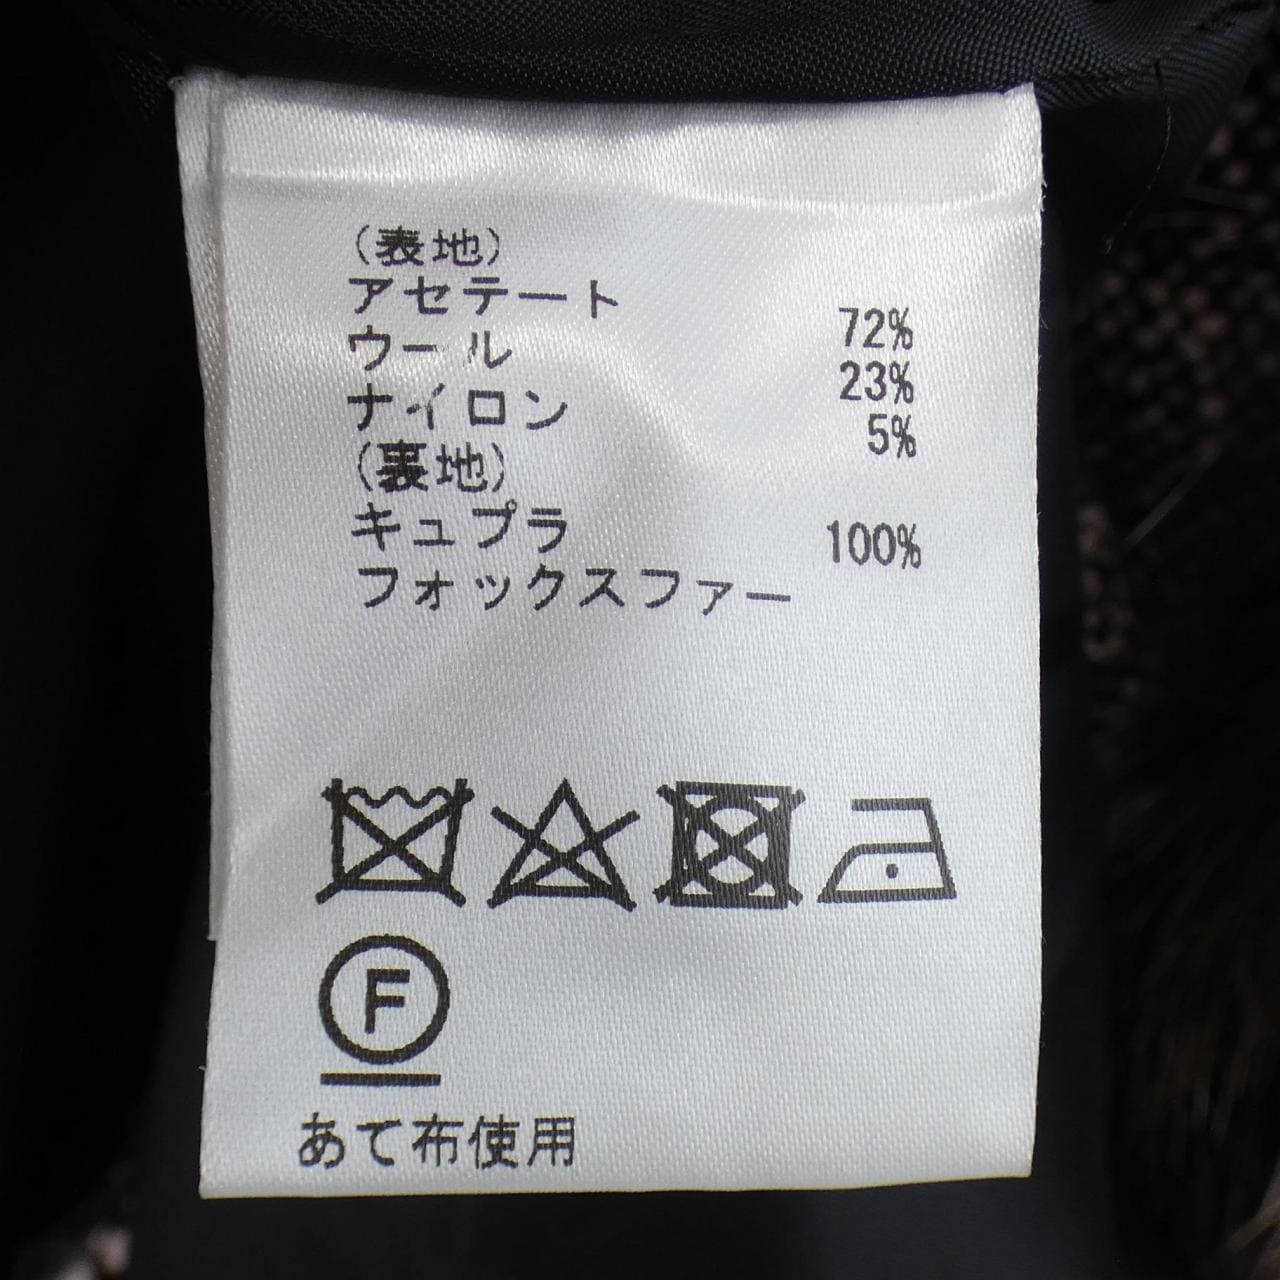 (表地)
アセテート 72%
ウール 23%
ナイロン 5%
(裏地)
キュプラ 100%
フォックスファー
F
あて布使用